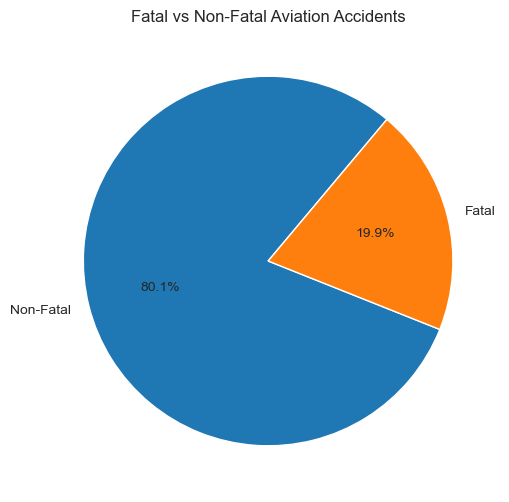 Fatal vs Non-Fatal Aviation Accidents
Fatal
19.9%
80.1%
Non-Fatal